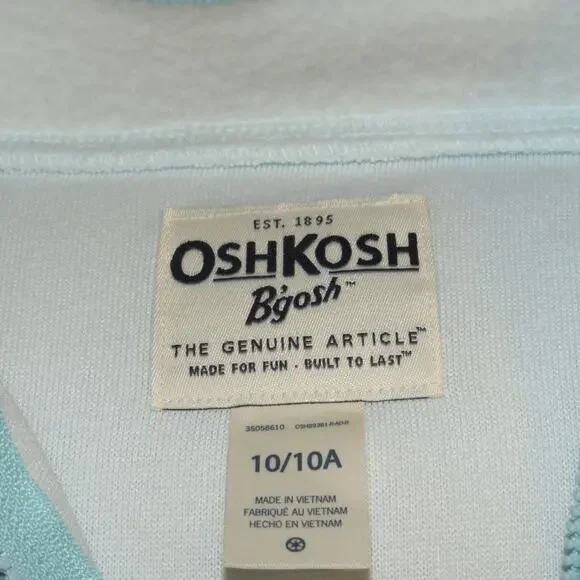 EST. 1895
OSHKOSH
B'gosh™
THE GENUINE ARTICLE™
MADE FOR FUN · BUILT TO LAST™
35058610
10/10A
MADE IN VIETNAM
FABRIQUÉ AU VIETNAM
HECHO EN VIETNAM